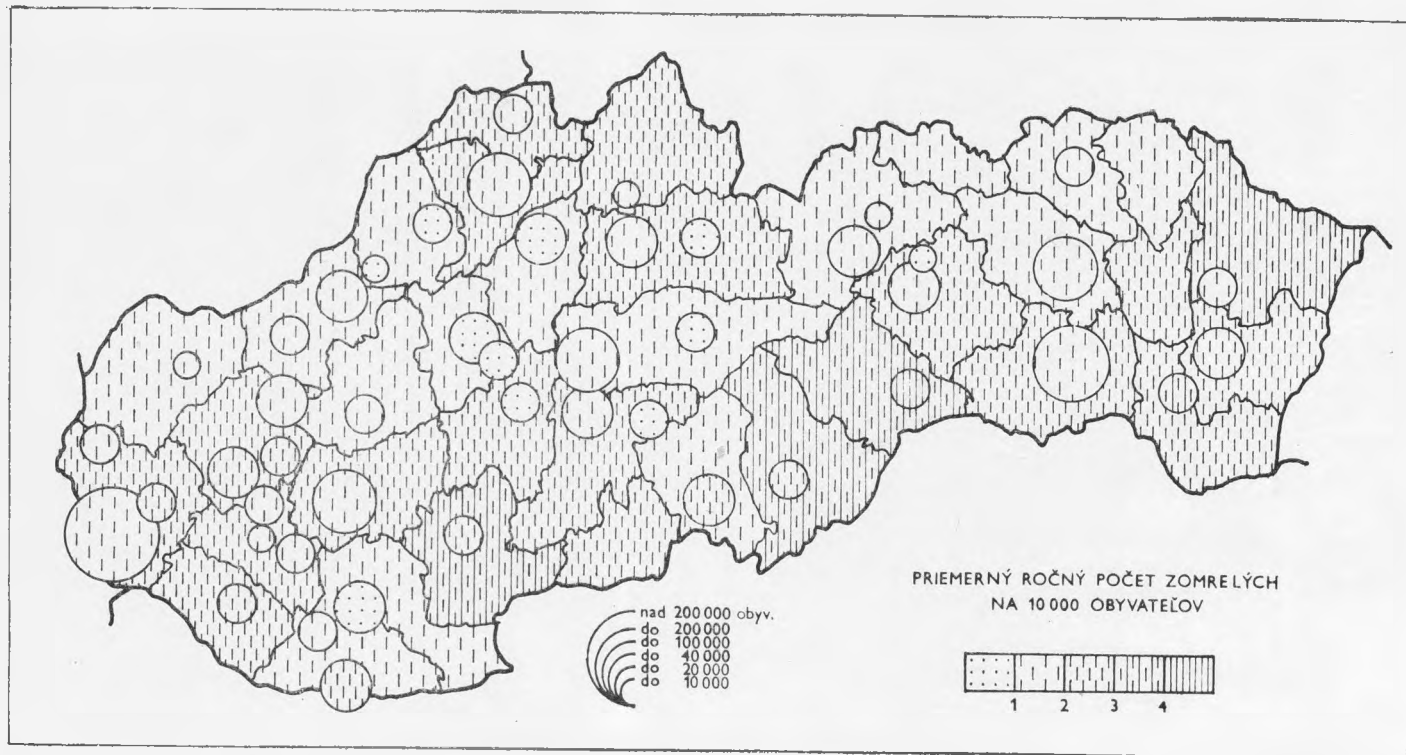 nad 200 000 obyv.
do 200 000
do 100 000
do 40 000
do 20 000
do 10 000
PRIEMERNÝ ROČNÝ POČET ZOMRELÝCH
NA 10 000 OBYVATEĽOV
1 2 3 4